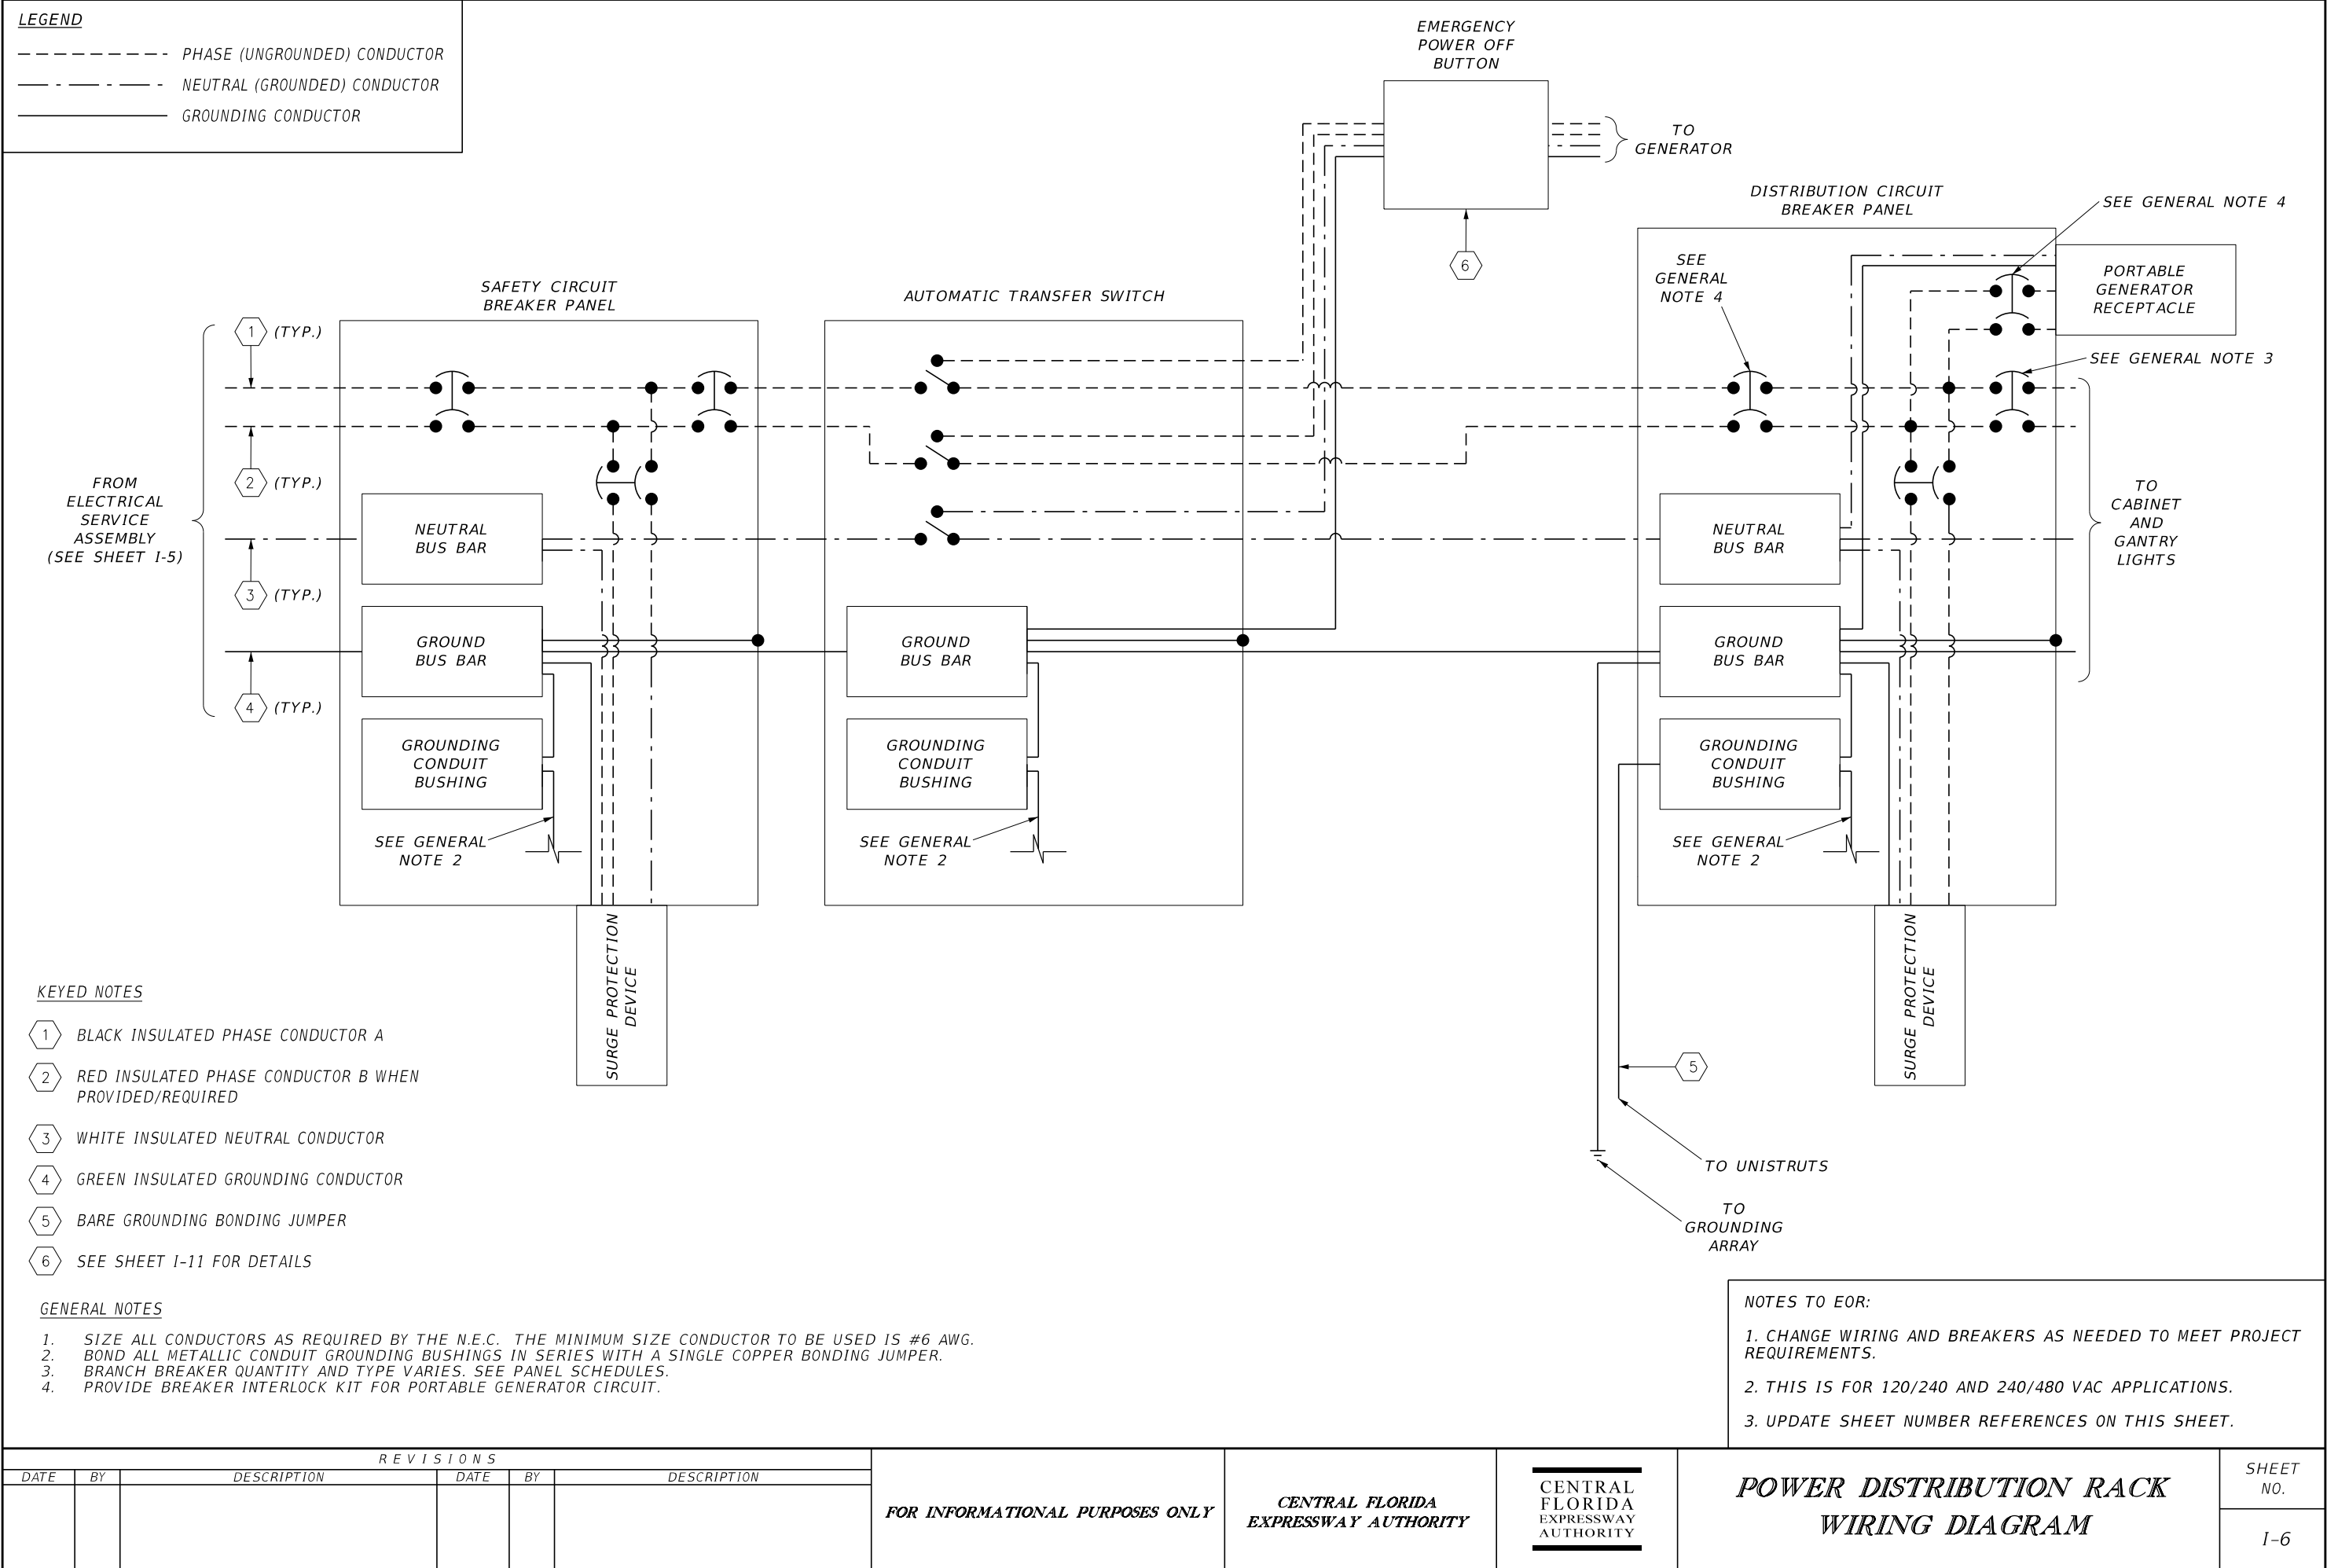 LEGEND
PHASE (UNGROUNDED) CONDUCTOR
NEUTRAL (GROUNDED) CONDUCTOR
GROUNDING CONDUCTOR
EMERGENCY
POWER OFF
BUTTON
TO
GENERATOR
6
DISTRIBUTION CIRCUIT
BREAKER PANEL
SEE GENERAL NOTE 4
SEE
GENERAL
NOTE 4
PORTABLE
GENERATOR
RECEPTACLE
SEE GENERAL NOTE 3
SAFETY CIRCUIT
BREAKER PANEL
AUTOMATIC TRANSFER SWITCH
1 (TYP.)
2 (TYP.)
3 (TYP.)
4 (TYP.)
FROM
ELECTRICAL
SERVICE
ASSEMBLY
(SEE SHEET I-5)
NEUTRAL
BUS BAR
GROUND
BUS BAR
GROUNDING
CONDUIT
BUSHING
SEE GENERAL
NOTE 2
SURGE PROTECTION
DEVICE
GROUND
BUS BAR
GROUNDING
CONDUIT
BUSHING
SEE GENERAL
NOTE 2
NEUTRAL
BUS BAR
GROUND
BUS BAR
GROUNDING
CONDUIT
BUSHING
SEE GENERAL
NOTE 2
SURGE PROTECTION
DEVICE
TO
CABINET
AND
GANTRY
LIGHTS
5
TO UNISTRUTS
TO
GROUNDING
ARRAY
KEYED NOTES
1 BLACK INSULATED PHASE CONDUCTOR A
2 RED INSULATED PHASE CONDUCTOR B WHEN
PROVIDED/REQUIRED
3 WHITE INSULATED NEUTRAL CONDUCTOR
4 GREEN INSULATED GROUNDING CONDUCTOR
5 BARE GROUNDING BONDING JUMPER
6 SEE SHEET I-11 FOR DETAILS
GENERAL NOTES
1. SIZE ALL CONDUCTORS AS REQUIRED BY THE N.E.C. THE MINIMUM SIZE CONDUCTOR TO BE USED IS #6 AWG.
2. BOND ALL METALLIC CONDUIT GROUNDING BUSHINGS IN SERIES WITH A SINGLE COPPER BONDING JUMPER.
3. BRANCH BREAKER QUANTITY AND TYPE VARIES. SEE PANEL SCHEDULES.
4. PROVIDE BREAKER INTERLOCK KIT FOR PORTABLE GENERATOR CIRCUIT.
NOTES TO EOR:
1. CHANGE WIRING AND BREAKERS AS NEEDED TO MEET PROJECT
REQUIREMENTS.
2. THIS IS FOR 120/240 AND 240/480 VAC APPLICATIONS.
3. UPDATE SHEET NUMBER REFERENCES ON THIS SHEET.
REVISIONS
DATE BY DESCRIPTION DATE BY DESCRIPTION
FOR INFORMATIONAL PURPOSES ONLY
CENTRAL FLORIDA
EXPRESSWAY AUTHORITY
CENTRAL
FLORIDA
EXPRESSWAY
AUTHORITY
POWER DISTRIBUTION RACK
WIRING DIAGRAM
SHEET
NO.
I-6